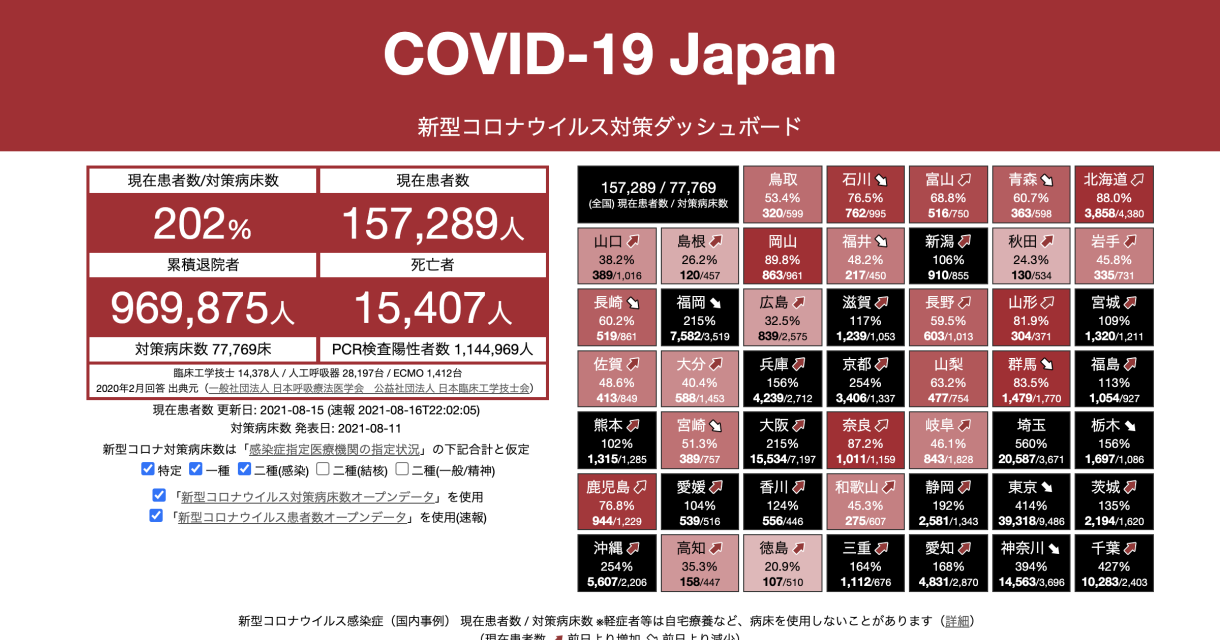 COVID-19 Japan
新型コロナウイルス対策ダッシュボード
現在患者数/対策病床数
現在患者数
202%
157,289人
累積退院者
死亡者
969,875人
15,407人
対策病床数 77,769床
PCR検査陽性者数 1,144,969人
臨床工学技士 14,378人 / 人工呼吸器 28,197台 / ECMO 1,412台
2020年2月回答 出典元（一般社団法人 日本呼吸療法医学会　公益社団法人 日本臨床工学技士会）
現在患者数 更新日: 2021-08-15 (速報 2021-08-16T22:02:05)
対策病床数 発表日: 2021-08-11
新型コロナ対策病床数は「感染症指定医療機関の指定状況」の下記合計と仮定
特定 一種 二種(感染) 二種(結核) 二種(一般/精神)
「新型コロナウイルス対策病床数オープンデータ」を使用
「新型コロナウイルス患者数オープンデータ」を使用(速報)
157,289 / 77,769
(全国) 現在患者数 / 対策病床数
鳥取
53.4%
320/599
石川
76.5%
762/995
富山
68.8%
516/750
青森
60.7%
363/598
北海道
88.0%
3,858/4,380
山口
38.2%
389/1,016
島根
26.2%
120/457
岡山
89.8%
863/961
福井
48.2%
217/450
新潟
106%
910/855
秋田
24.3%
130/534
岩手
45.8%
335/731
長崎
60.2%
519/861
福岡
215%
7,582/3,519
広島
32.5%
839/2,575
滋賀
117%
1,239/1,053
長野
59.5%
603/1,013
山形
81.9%
304/371
宮城
109%
1,320/1,211
佐賀
48.6%
413/849
大分
40.4%
588/1,453
兵庫
156%
4,239/2,712
京都
254%
3,406/1,337
山梨
63.2%
477/754
群馬
83.5%
1,479/1,770
福島
113%
1,054/927
熊本
102%
1,315/1,285
宮崎
51.3%
389/757
大阪
215%
15,534/7,197
奈良
87.2%
1,011/1,159
岐阜
46.1%
843/1,828
埼玉
560%
20,587/3,671
栃木
156%
1,697/1,086
鹿児島
76.8%
944/1,229
愛媛
104%
539/516
香川
124%
556/446
和歌山
45.3%
275/607
静岡
192%
2,581/1,343
東京
414%
39,318/9,486
茨城
135%
2,194/1,620
沖縄
254%
5,607/2,206
高知
35.3%
158/447
徳島
20.9%
107/510
三重
164%
1,112/676
愛知
168%
4,831/2,870
神奈川
394%
14,563/3,696
千葉
427%
10,283/2,403
新型コロナウイルス感染症（国内事例） 現在患者数 / 対策病床数 ※軽症者等は自宅療養など、病床を使用しないことがあります（詳細）
（現在患者数 前日より増加 前日より減少）